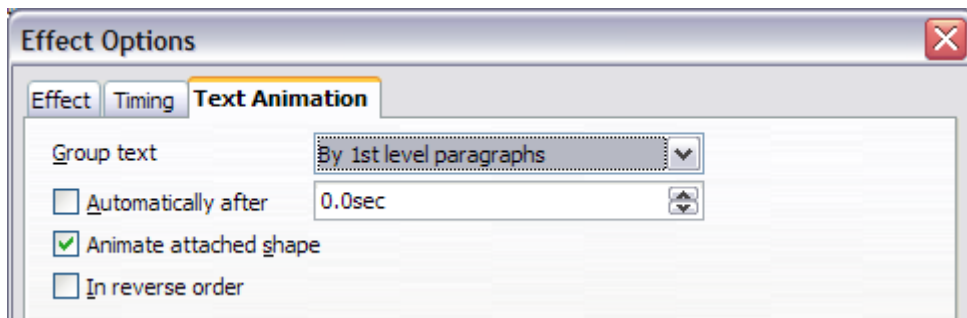 Effect Options
Effect Timing Text Animation
Group text By 1st level paragraphs
Automatically after 0.0sec
Animate attached shape
In reverse order